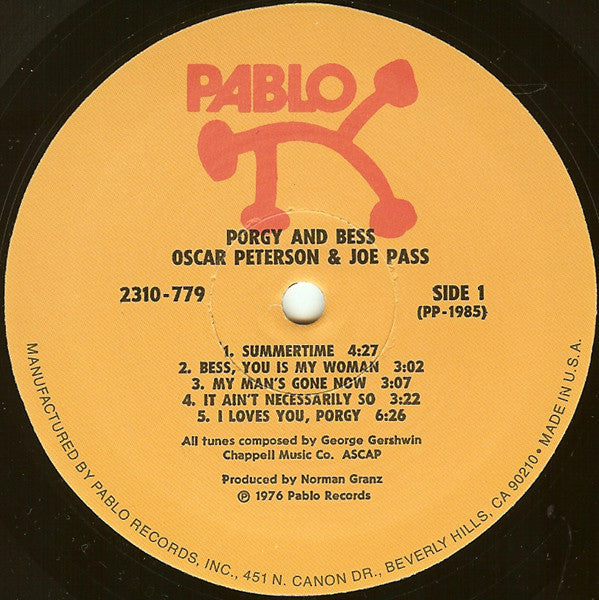 PABLO
PORGY AND BESS
OSCAR PETERSON & JOE PASS
2310-779
SIDE 1
(PP-1985)
1. SUMMERTIME 4:27
2. BESS, YOU IS MY WOMAN 3:02
3. MY MAN'S GONE NOW 3:07
4. IT AIN'T NECESSARILY SO 3:22
5. I LOVES YOU, PORGY 6:26
All tunes composed by George Gershwin
Chappell Music Co. ASCAP
Produced by Norman Granz
℗ 1976 Pablo Records
MANUFACTURED BY PABLO RECORDS, INC., 451 N. CANON DR., BEVERLY HILLS, CA 90210 • MADE IN U.S.A.